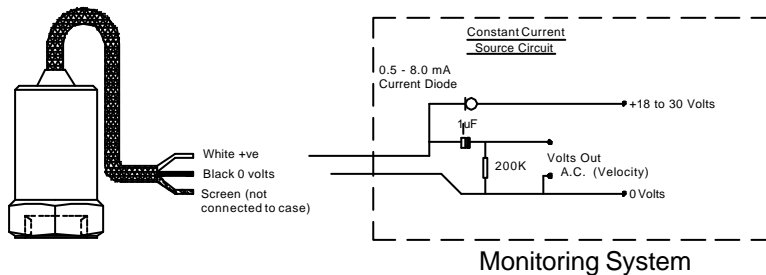 Constant Current
Source Circuit
0.5 - 8.0 mA
Current Diode
+18 to 30 Volts
1uF
White +ve
Black 0 volts
Screen (not
connected to case)
200K
Volts Out
A.C. (Velocity)
0 Volts
Monitoring System